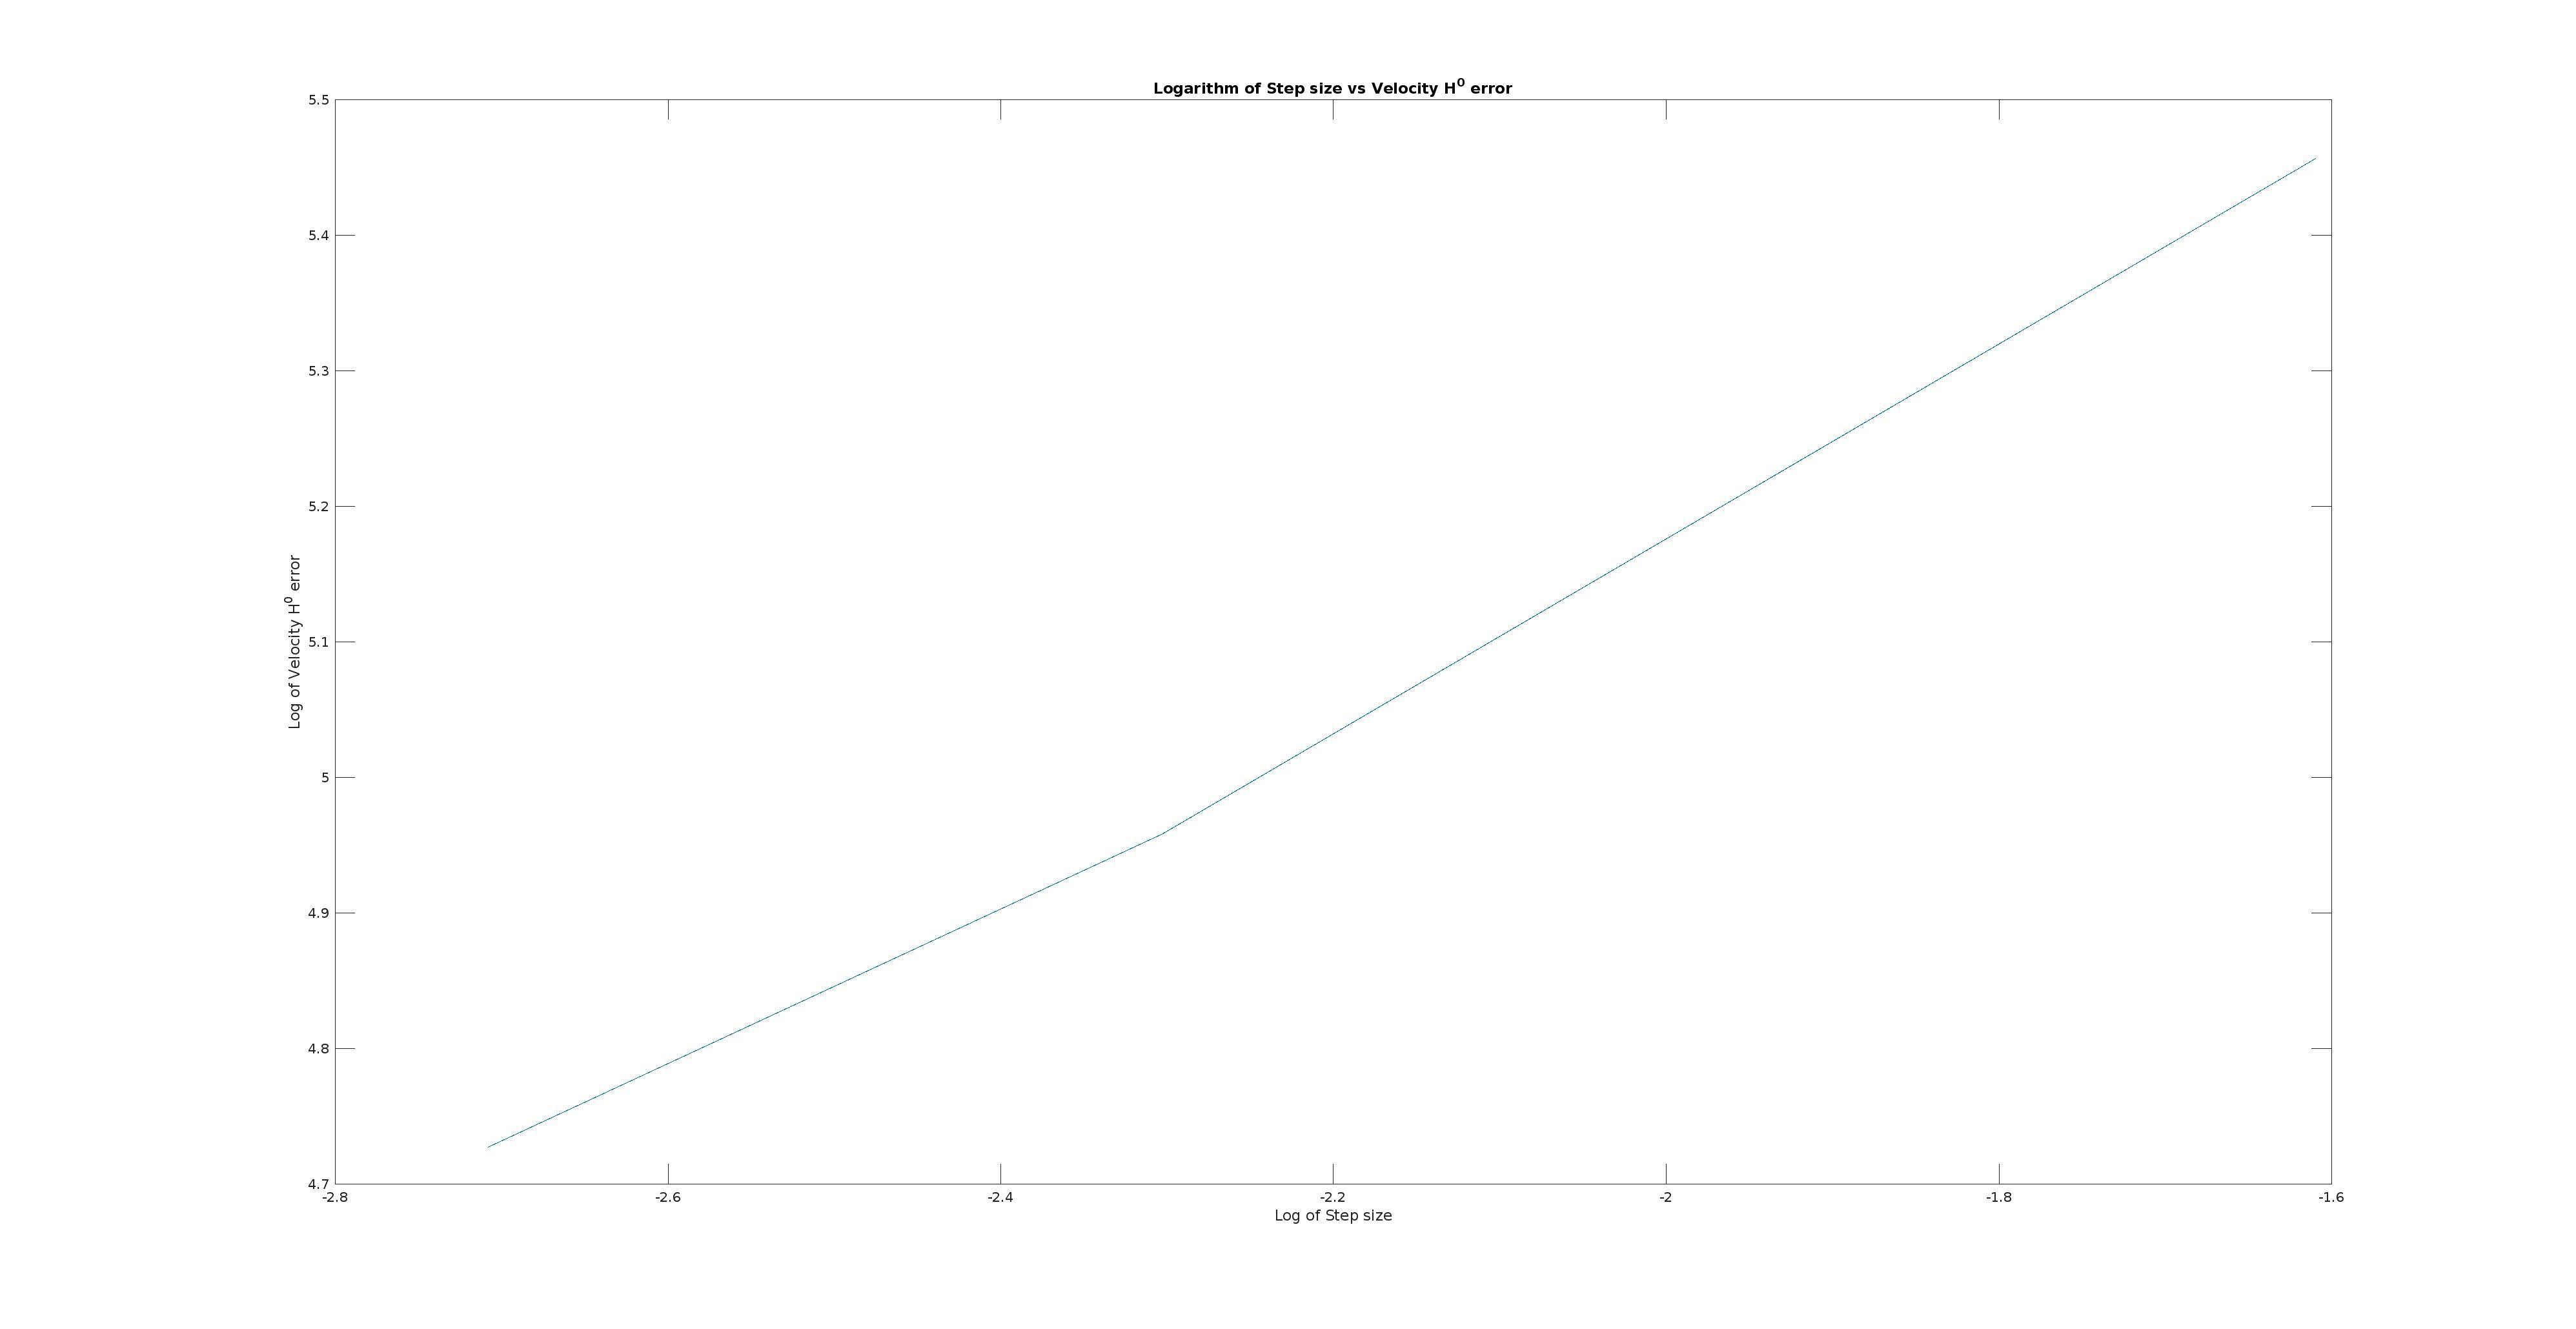 Logarithm of Step size vs Velocity H⁰ error
5.5
5.4
5.3
5.2
5.1
5
4.9
4.8
4.7
Log of Velocity H⁰ error
-2.8 -2.6 -2.4 -2.2 -2 -1.8 -1.6
Log of Step size